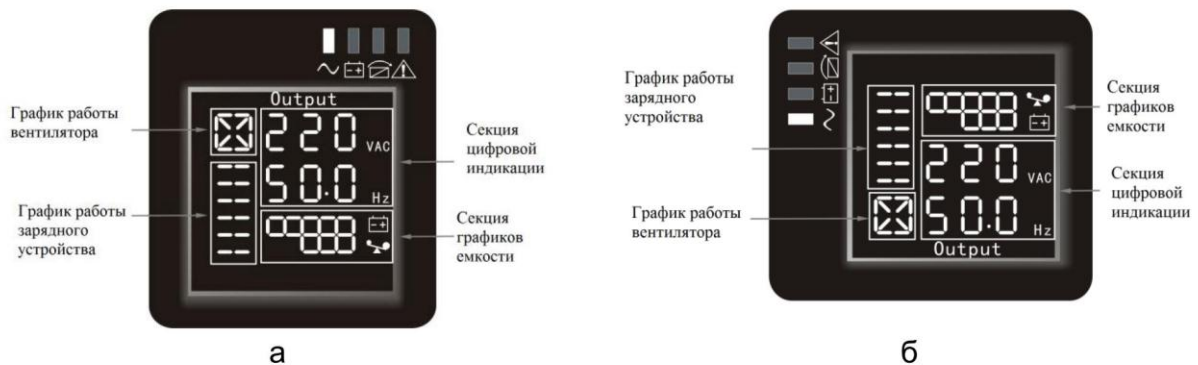 Output
График работы
вентилятора
220 VAC
Секция
цифровой
индикации
50.0 Hz
График работы
зарядного
устройства
Секция
графиков
емкости
а
График работы
зарядного
устройства
Секция
графиков
емкости
220 VAC
Секция
цифровой
индикации
График работы
вентилятора
50.0 Hz
Output
б